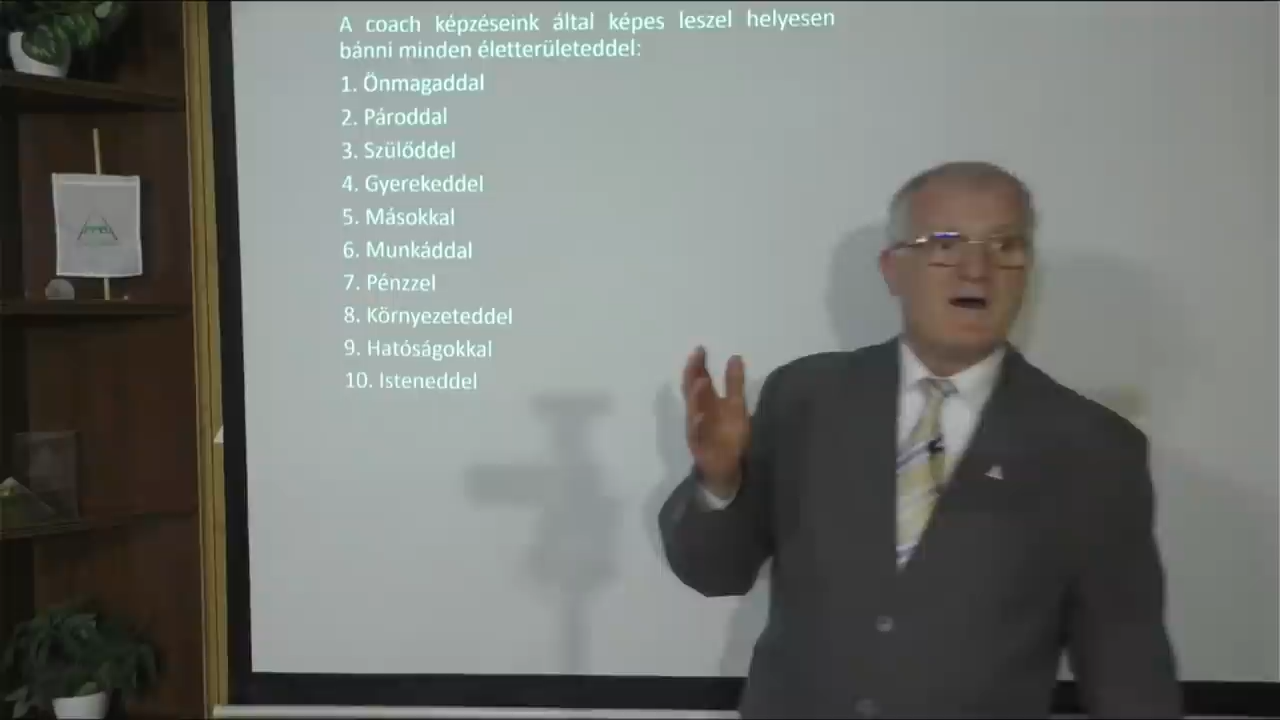 A coach képzéseink által képes leszel helyesen
bánni minden életterületeddel:
1. Önmagaddal
2. Pároddal
3. Szülőddel
4. Gyerekeddel
5. Másokkal
6. Munkáddal
7. Pénzzel
8. Környezeteddel
9. Hatóságokkal
10. Isteneddel